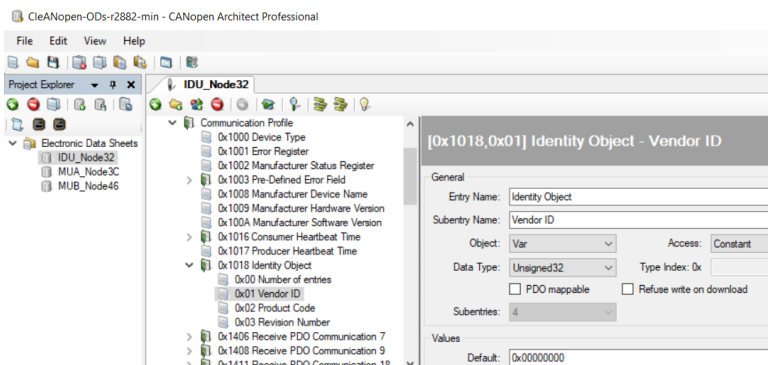 CleANopen-ODs-r2882-min - CANopen Architect Professional
File Edit View Help
Project Explorer
IDU_Node32
Electronic Data Sheets
IDU_Node32
MUA_Node3C
MUB_Node46
Communication Profile
0x1000 Device Type
0x1001 Error Register
0x1002 Manufacturer Status Register
0x1003 Pre-Defined Error Field
0x1008 Manufacturer Device Name
0x1009 Manufacturer Hardware Version
0x100A Manufacturer Software Version
0x1016 Consumer Heartbeat Time
0x1017 Producer Heartbeat Time
0x1018 Identity Object
0x00 Number of entries
0x01 Vendor ID
0x02 Product Code
0x03 Revision Number
0x1406 Receive PDO Communication 7
0x1408 Receive PDO Communication 9
0x1411 Receive PDO Communication 18
[0x1018,0x01] Identity Object - Vendor ID
General
Entry Name: Identity Object
Subentry Name: Vendor ID
Object: Var Access: Constant
Data Type: Unsigned32 Type Index: 0x
PDO mappable Refuse write on download
Subentries: 4
Values
Default: 0x00000000